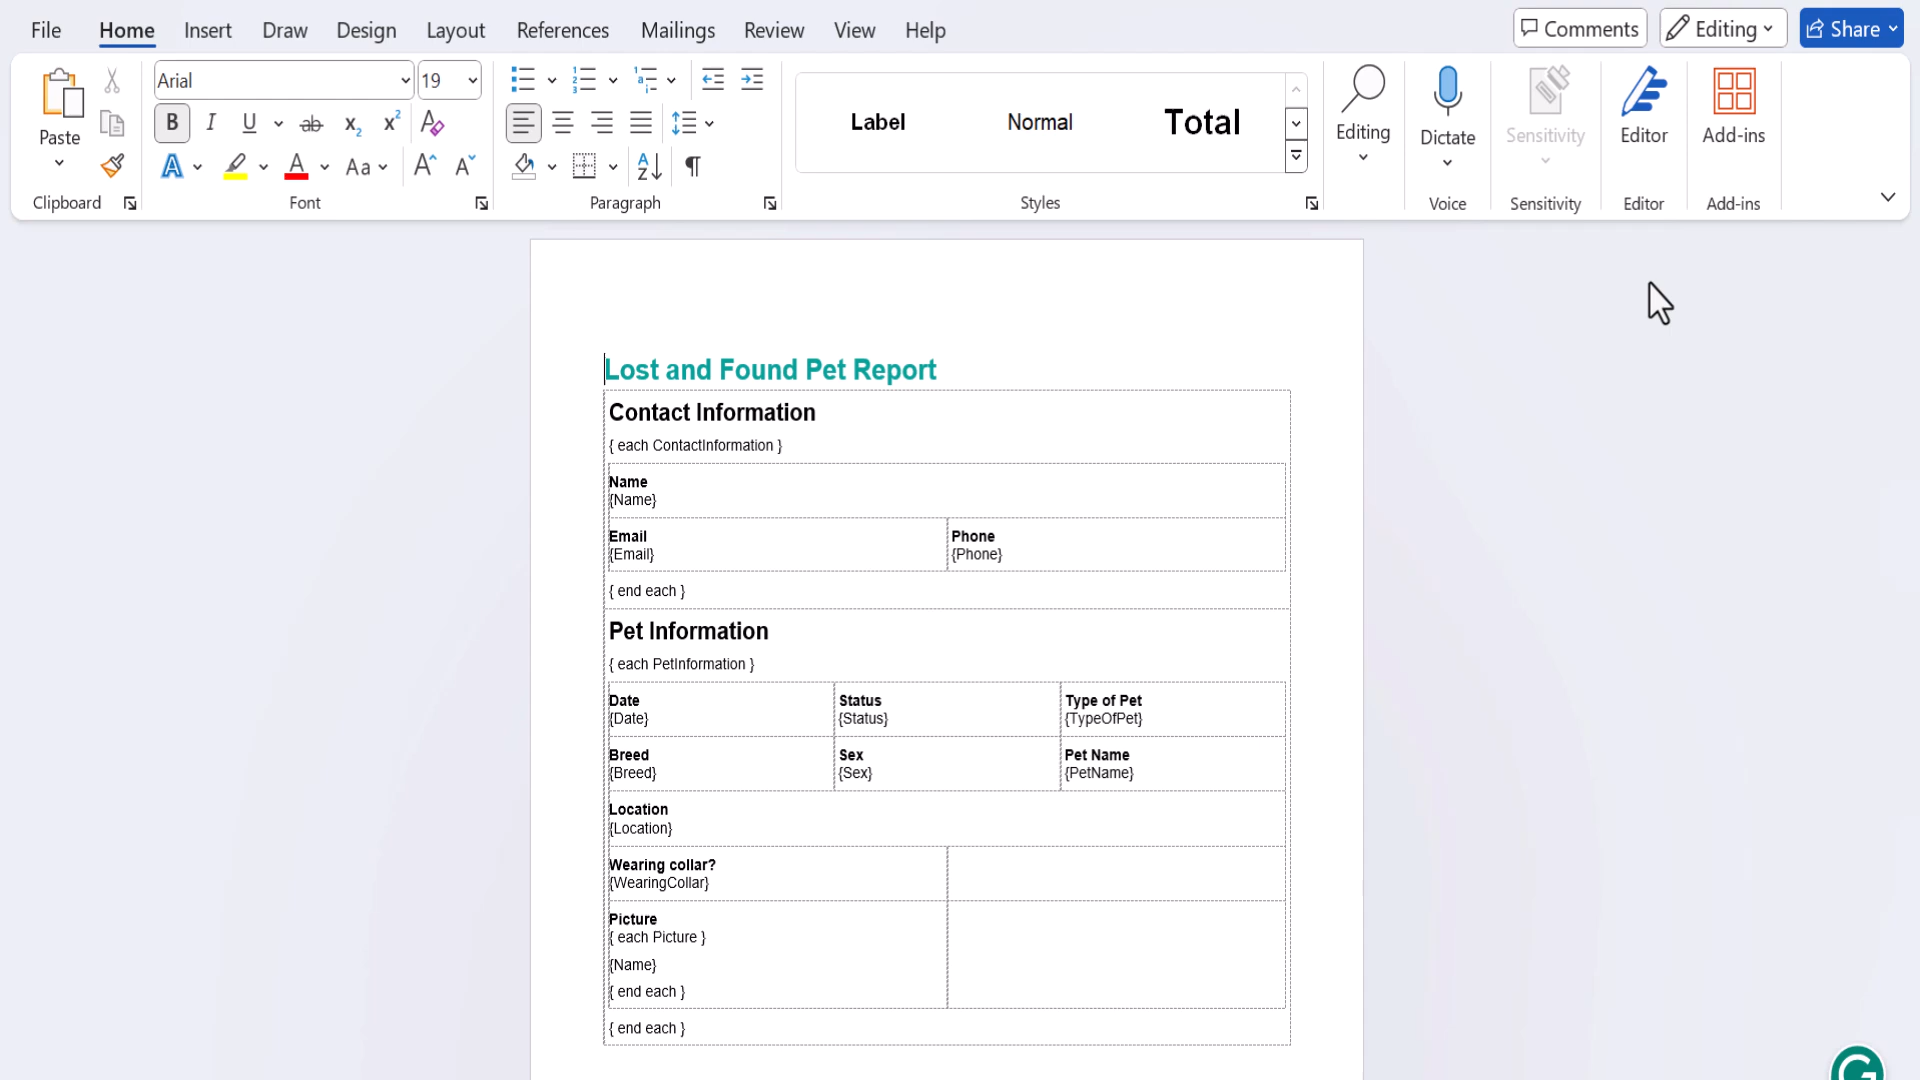 File Home Insert Draw Design Layout References Mailings Review View Help Comments Editing Share
Arial 19
Paste
Clipboard Font Paragraph Styles Voice Sensitivity Editor Add-ins
Label Normal Total
Editing Dictate Sensitivity Editor Add-ins
Lost and Found Pet Report
Contact Information
{ each ContactInformation }
Name
{Name}
Email Phone
{Email} {Phone}
{ end each }
Pet Information
{ each PetInformation }
Date Status Type of Pet
{Date} {Status} {TypeOfPet}
Breed Sex Pet Name
{Breed} {Sex} {PetName}
Location
{Location}
Wearing collar?
{WearingCollar}
Picture
{ each Picture }
{Name}
{ end each }
{ end each }